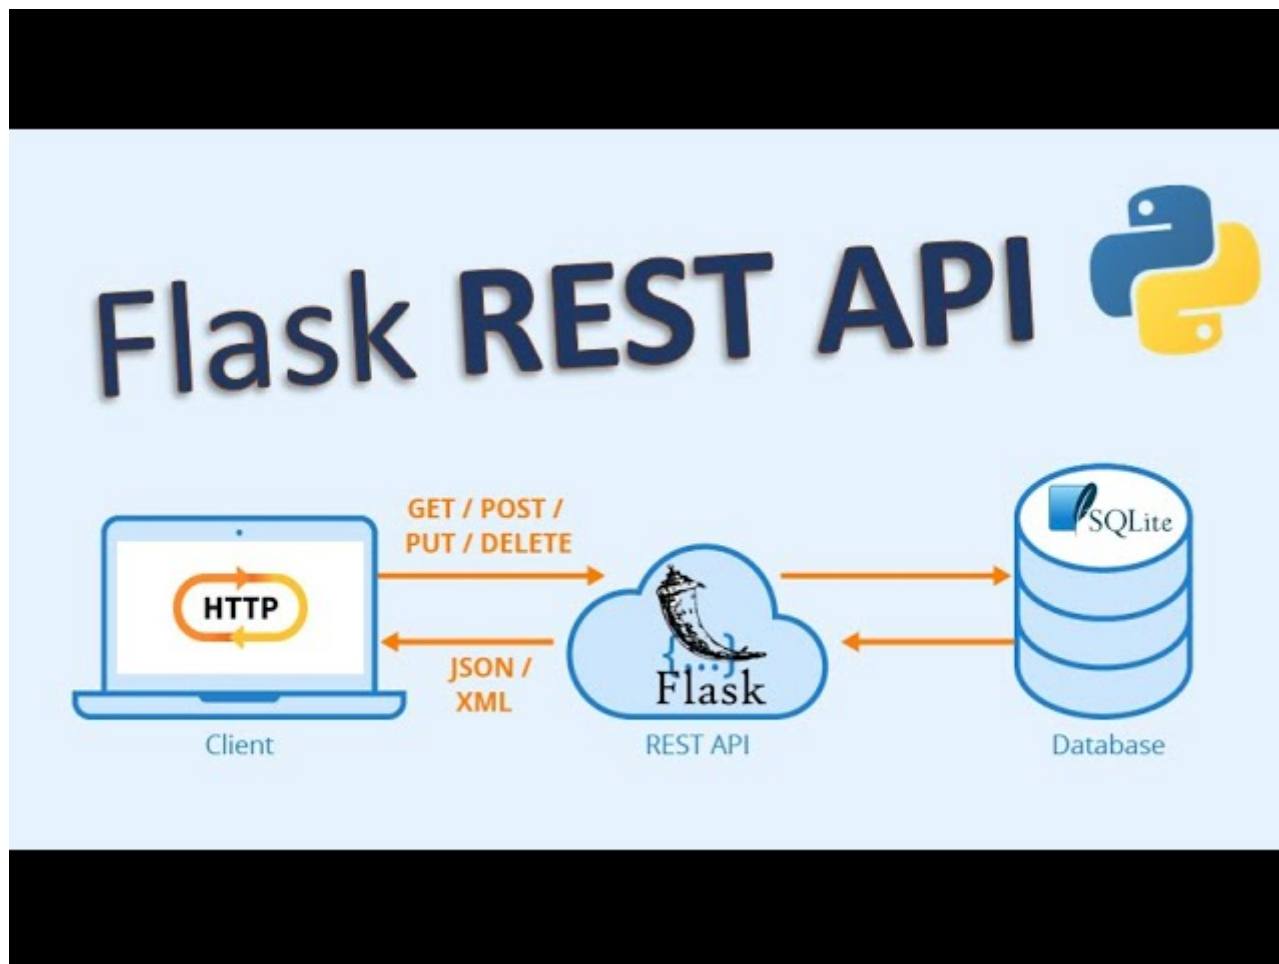 Flask REST API
GET / POST /
PUT / DELETE
SQLite
HTTP
JSON /
XML
{...}
Flask
Client
REST API
Database